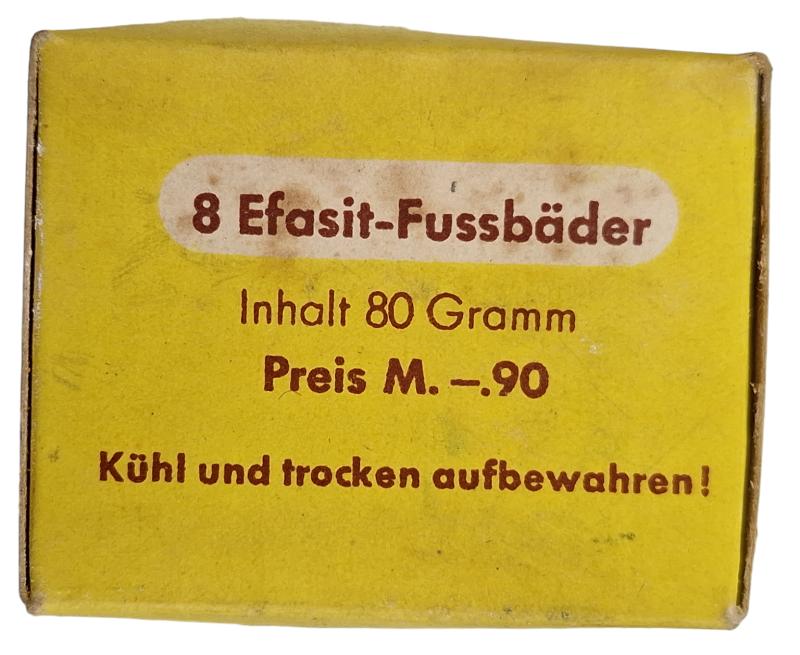 8 Efasit-Fussbäder
Inhalt 80 Gramm
Preis M. –.90
Kühl und trocken aufbewahren!